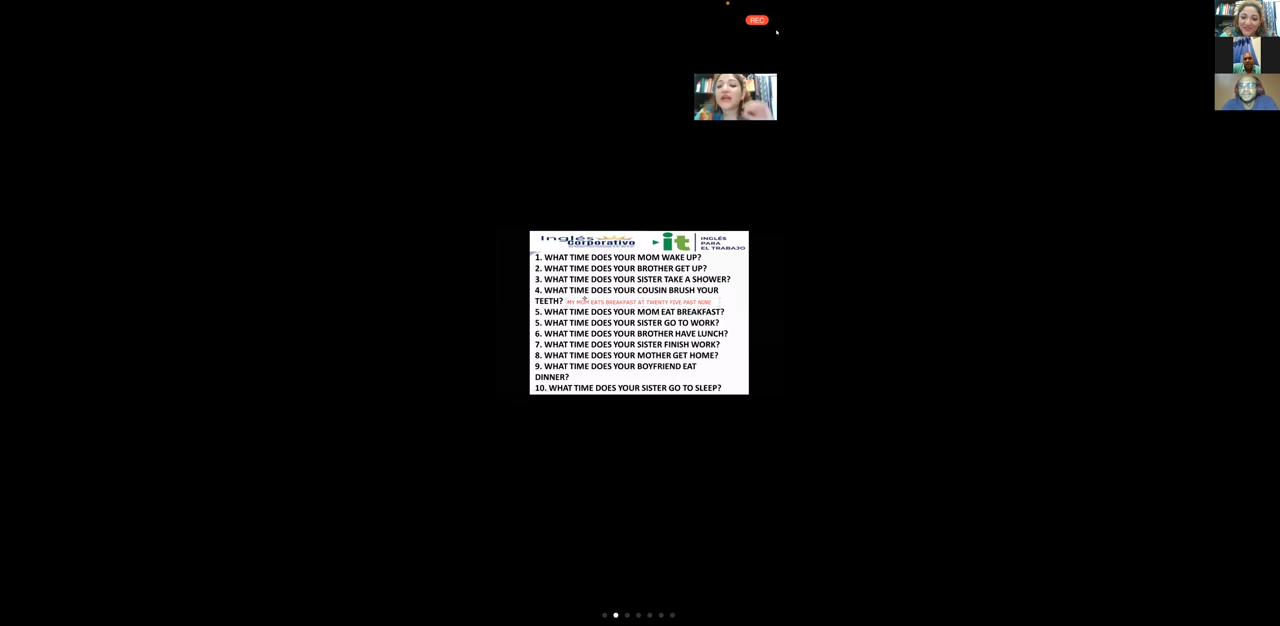 REC
Inglés
corporativo
it
INGLÉS
PARA
EL TRABAJO
1. WHAT TIME DOES YOUR MOM WAKE UP?
2. WHAT TIME DOES YOUR BROTHER GET UP?
3. WHAT TIME DOES YOUR SISTER TAKE A SHOWER?
4. WHAT TIME DOES YOUR COUSIN BRUSH YOUR
TEETH? MY MOM EATS BREAKFAST AT TWENTY FIVE PAST NINE
5. WHAT TIME DOES YOUR MOM EAT BREAKFAST?
5. WHAT TIME DOES YOUR SISTER GO TO WORK?
6. WHAT TIME DOES YOUR BROTHER HAVE LUNCH?
7. WHAT TIME DOES YOUR SISTER FINISH WORK?
8. WHAT TIME DOES YOUR MOTHER GET HOME?
9. WHAT TIME DOES YOUR BOYFRIEND EAT
DINNER?
10. WHAT TIME DOES YOUR SISTER GO TO SLEEP?